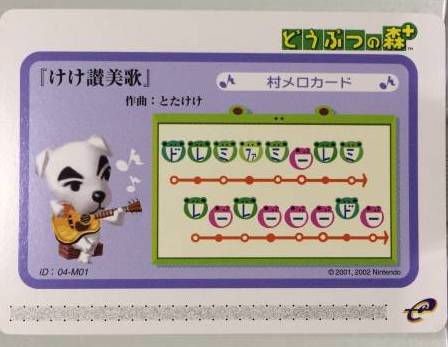 どうぶつの森+™
『けけ讃美歌』
村メロカード
作曲：とたけけ
ドレミファミーレミ
レーレーーードー
ID：04-M01
© 2001, 2002 Nintendo
e